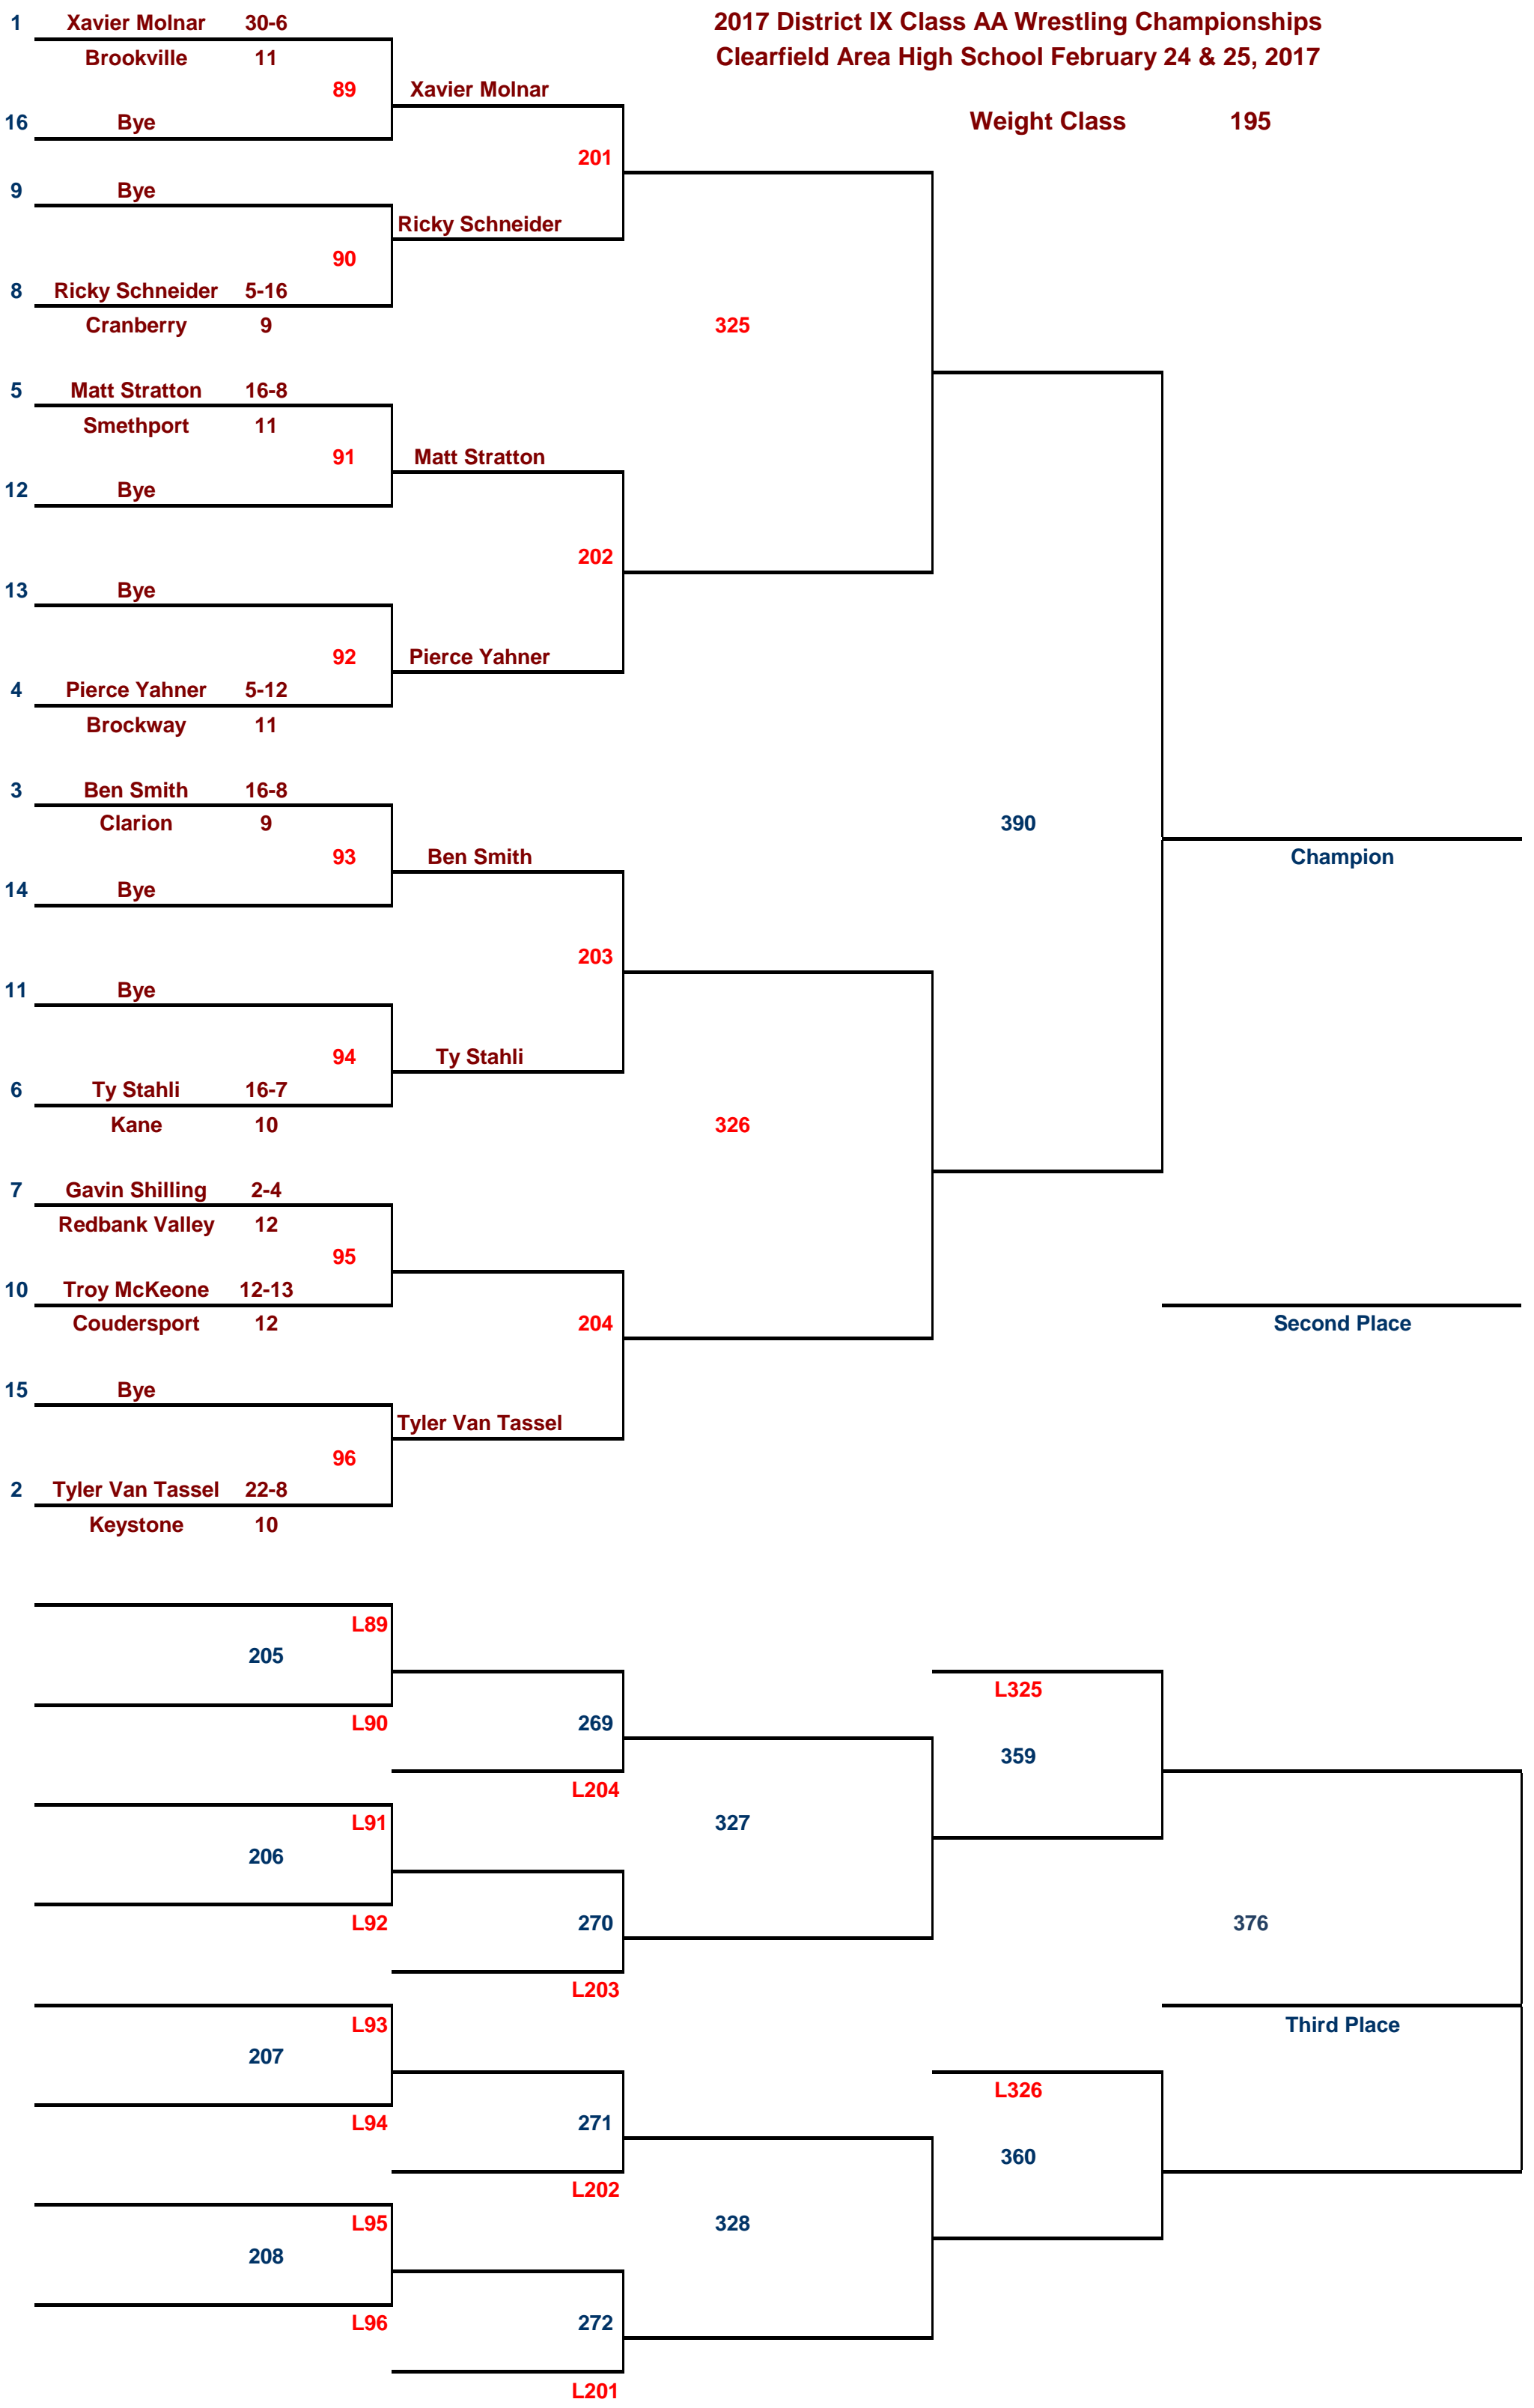 2017 District IX Class AA Wrestling Championships
Clearfield Area High School February 24 & 25, 2017
Weight Class 195
1 Xavier Molnar 30-6
Brookville 11
89 Xavier Molnar
16 Bye
201
9 Bye
Ricky Schneider
90
8 Ricky Schneider 5-16
Cranberry 9
325
5 Matt Stratton 16-8
Smethport 11
91 Matt Stratton
12 Bye
202
13 Bye
92 Pierce Yahner
4 Pierce Yahner 5-12
Brockway 11
3 Ben Smith 16-8
Clarion 9
390
93 Ben Smith
Champion
14 Bye
203
11 Bye
94 Ty Stahli
6 Ty Stahli 16-7
Kane 10
326
7 Gavin Shilling 2-4
Redbank Valley 12
95
10 Troy McKeone 12-13
Coudersport 12
204
Second Place
15 Bye
Tyler Van Tassel
96
2 Tyler Van Tassel 22-8
Keystone 10
L89
205
L325
L90 269
359
L204
L91 327
206
L92 270
376
L203
L93
Third Place
207
L326
L94 271
360
L202
L95 328
208
L96 272
L201